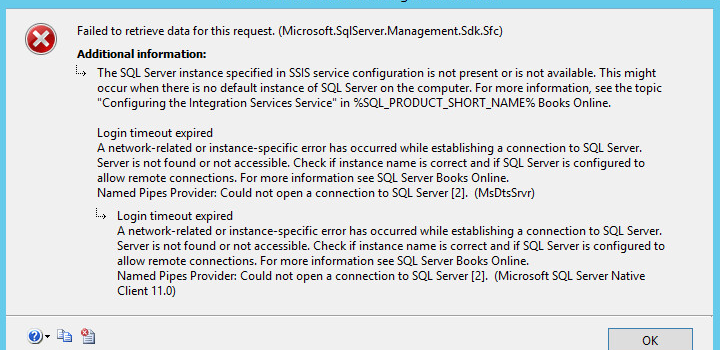 Failed to retrieve data for this request. (Microsoft.SqlServer.Management.Sdk.Sfc)
Additional information:
The SQL Server instance specified in SSIS service configuration is not present or is not available. This might
occur when there is no default instance of SQL Server on the computer. For more information, see the topic
"Configuring the Integration Services Service" in %SQL_PRODUCT_SHORT_NAME% Books Online.
Login timeout expired
A network-related or instance-specific error has occurred while establishing a connection to SQL Server.
Server is not found or not accessible. Check if instance name is correct and if SQL Server is configured to
allow remote connections. For more information see SQL Server Books Online.
Named Pipes Provider: Could not open a connection to SQL Server [2]. (MsDtsSrvr)
Login timeout expired
A network-related or instance-specific error has occurred while establishing a connection to SQL Server.
Server is not found or not accessible. Check if instance name is correct and if SQL Server is configured to
allow remote connections. For more information see SQL Server Books Online.
Named Pipes Provider: Could not open a connection to SQL Server [2]. (Microsoft SQL Server Native
Client 11.0)
OK